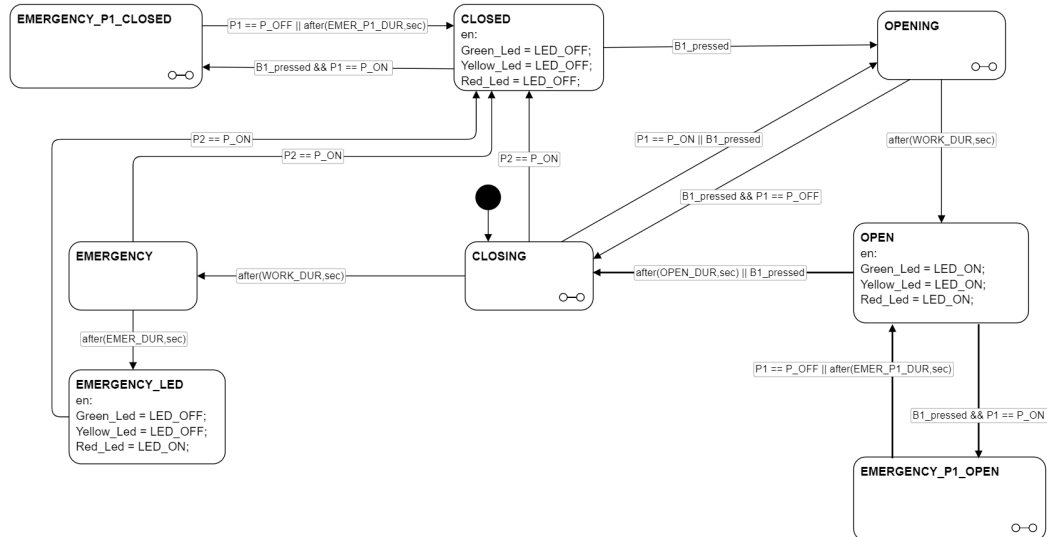 EMERGENCY_P1_CLOSED
P1 == P_OFF || after(EMER_P1_DUR,sec)
B1_pressed && P1 == P_ON
CLOSED
en:
Green_Led = LED_OFF;
Yellow_Led = LED_OFF;
Red_Led = LED_OFF;
B1_pressed
OPENING
P2 == P_ON
P2 == P_ON
P2 == P_ON
P1 == P_ON || B1_pressed
after(WORK_DUR,sec)
B1_pressed && P1 == P_OFF
EMERGENCY
after(WORK_DUR,sec)
CLOSING
after(OPEN_DUR,sec) || B1_pressed
OPEN
en:
Green_Led = LED_ON;
Yellow_Led = LED_ON;
Red_Led = LED_ON;
after(EMER_DUR,sec)
EMERGENCY_LED
en:
Green_Led = LED_OFF;
Yellow_Led = LED_OFF;
Red_Led = LED_ON;
P1 == P_OFF || after(EMER_P1_DUR,sec)
B1_pressed && P1 == P_ON
EMERGENCY_P1_OPEN